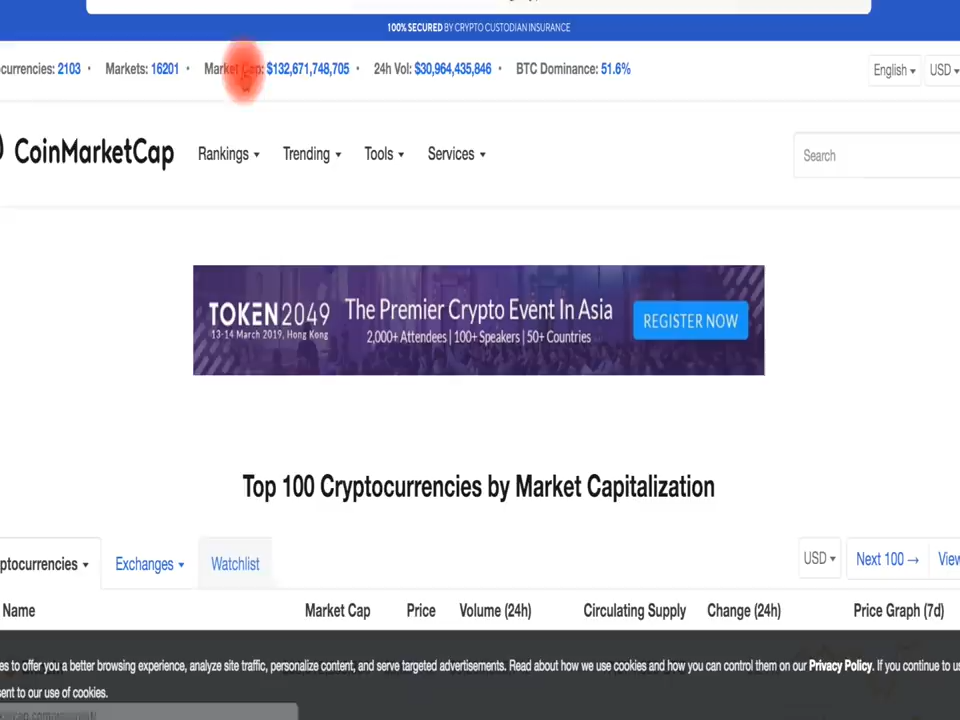 100% SECURED BY CRYPTO CUSTODIAN INSURANCE
currencies: 2103 • Markets: 16201 • Market Cap: $132,671,748,705 • 24h Vol: $30,964,435,846 • BTC Dominance: 51.6%
English USD
CoinMarketCap Rankings Trending Tools Services Search
TOKEN2049 The Premier Crypto Event In Asia REGISTER NOW
13-14 March 2019, Hong Kong 2,000+ Attendees | 100+ Speakers | 50+ Countries
Top 100 Cryptocurrencies by Market Capitalization
ptocurrencies Exchanges Watchlist USD Next 100 → View
Name Market Cap Price Volume (24h) Circulating Supply Change (24h) Price Graph (7d)
es to offer you a better browsing experience, analyze site traffic, personalize content, and serve targeted advertisements. Read about how we use cookies and how you can control them on our Privacy Policy. If you continue to us
sent to our use of cookies.